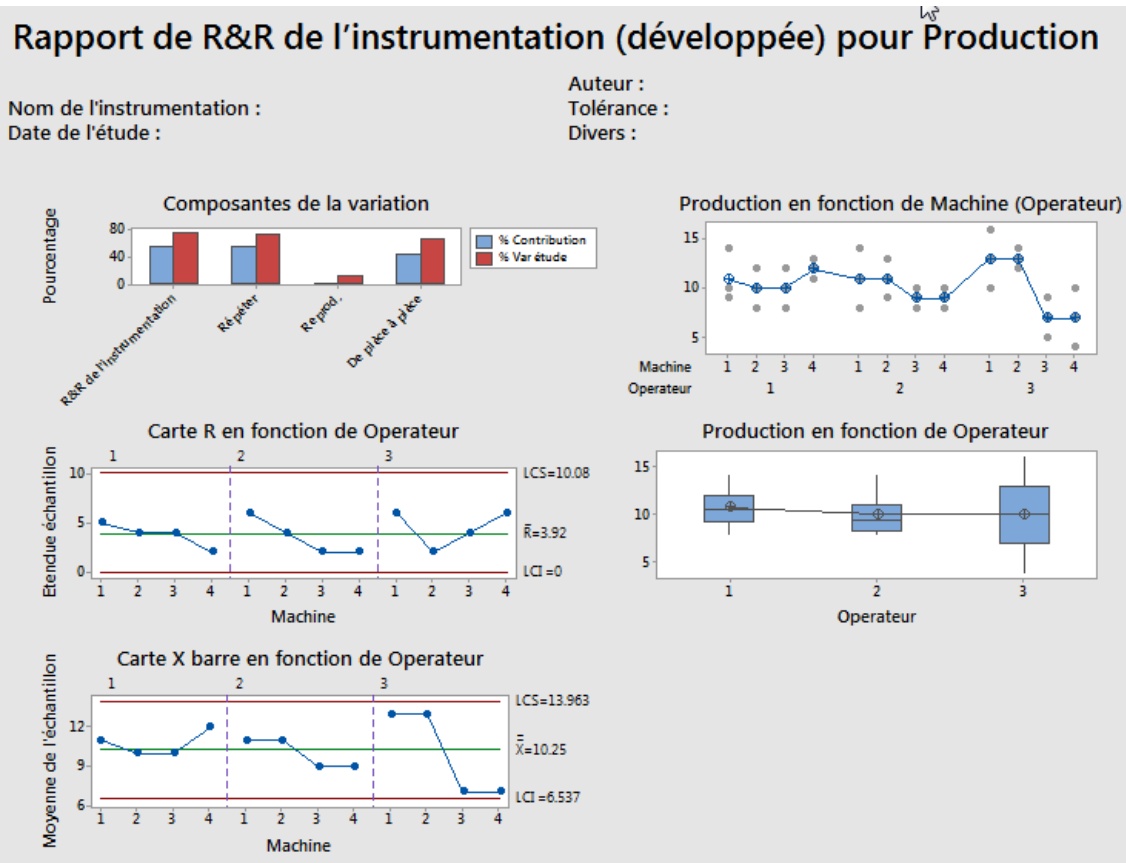 Rapport de R&R de l'instrumentation (développée) pour Production
Auteur :
Nom de l'instrumentation :
Tolérance :
Date de l'étude :
Divers :
Composantes de la variation
Pourcentage
80
40
0
% Contribution
% Var étude
R&R de l'instrumentation
Répéter
Reprod.
De pièce à pièce
Production en fonction de Machine (Operateur)
15
10
5
Machine 1 2 3 4 1 2 3 4 1 2 3 4
Operateur 1 2 3
Carte R en fonction de Operateur
Etendue échantillon
1 2 3
10
5
0
LCS=10.08
R̄=3.92
LCI =0
1 2 3 4 1 2 3 4 1 2 3 4
Machine
Production en fonction de Operateur
15
10
5
1 2 3
Operateur
Carte X barre en fonction de Operateur
Moyenne de l'échantillon
1 2 3
12
9
6
LCS=13.963
X̿=10.25
LCI =6.537
1 2 3 4 1 2 3 4 1 2 3 4
Machine